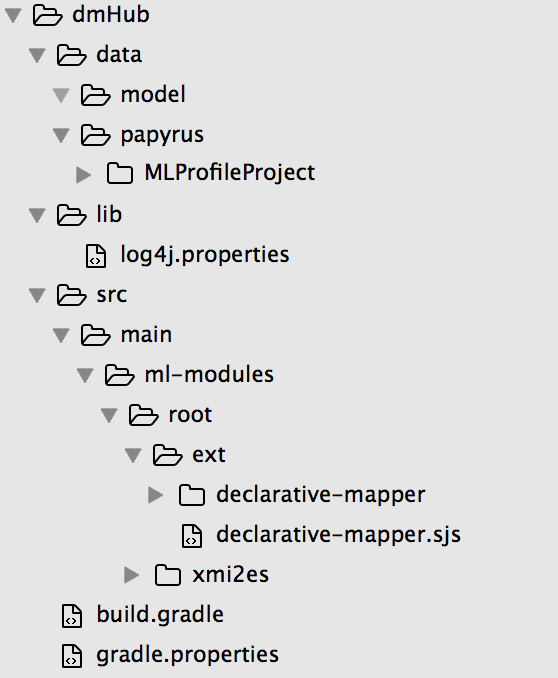 dmHub
data
model
papyrus
MLProfileProject
lib
log4j.properties
src
main
ml-modules
root
ext
declarative-mapper
declarative-mapper.sjs
xmi2es
build.gradle
gradle.properties